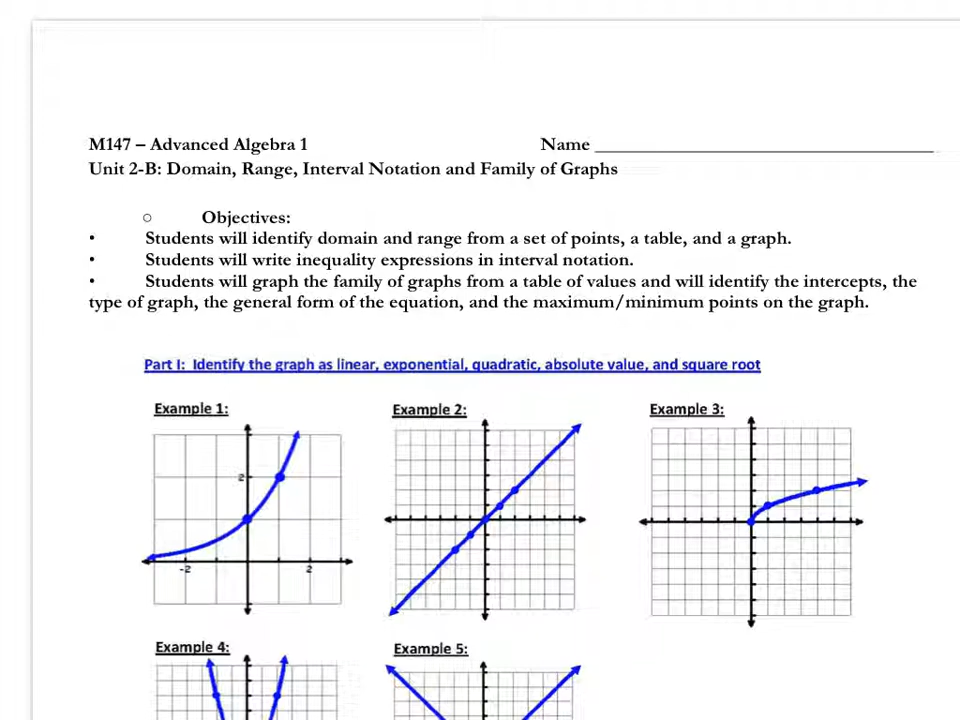 M147 – Advanced Algebra 1 Name ____________________________________
Unit 2-B: Domain, Range, Interval Notation and Family of Graphs
○ Objectives:
• Students will identify domain and range from a set of points, a table, and a graph.
• Students will write inequality expressions in interval notation.
• Students will graph the family of graphs from a table of values and will identify the intercepts, the
type of graph, the general form of the equation, and the maximum/minimum points on the graph.
Part I: Identify the graph as linear, exponential, quadratic, absolute value, and square root
Example 1: Example 2: Example 3:
2
-2 2
Example 4: Example 5: